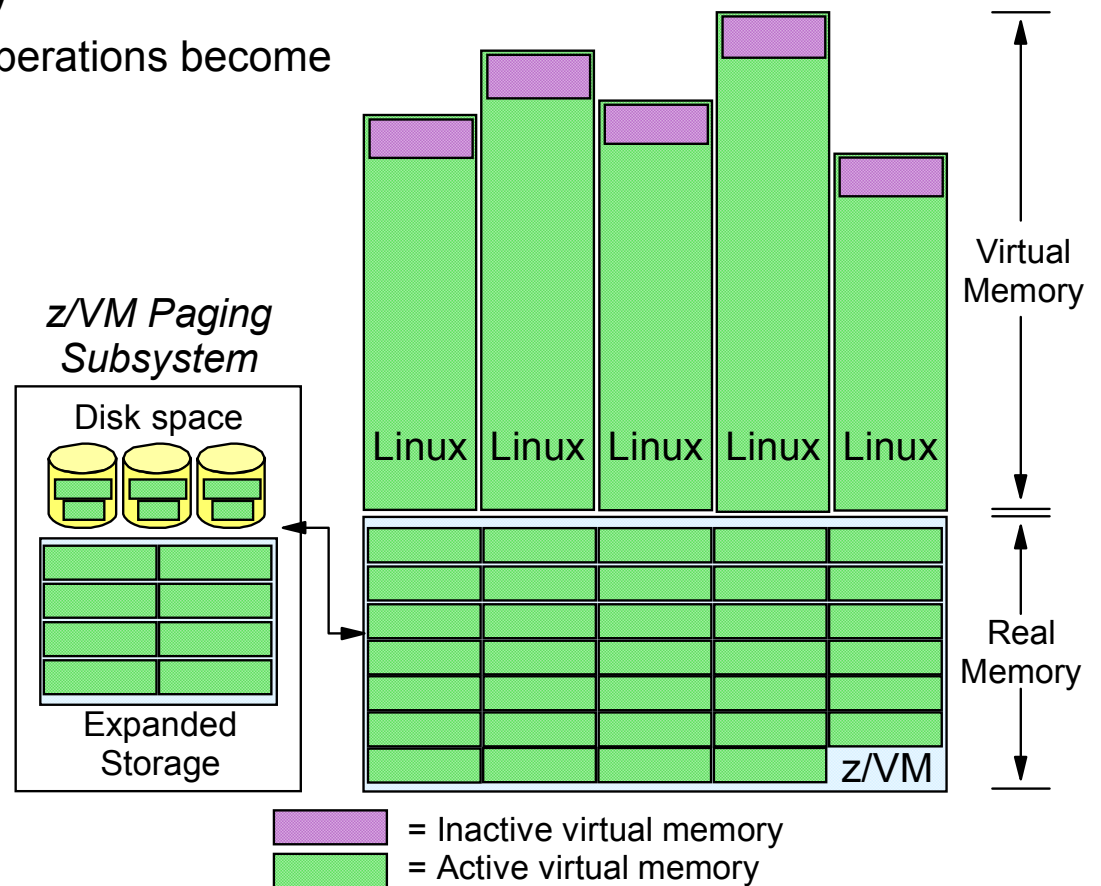 y
perations become
z/VM Paging
Subsystem
Disk space
Expanded
Storage
Linux Linux Linux Linux Linux
Virtual
Memory
Real
Memory
z/VM
= Inactive virtual memory
= Active virtual memory